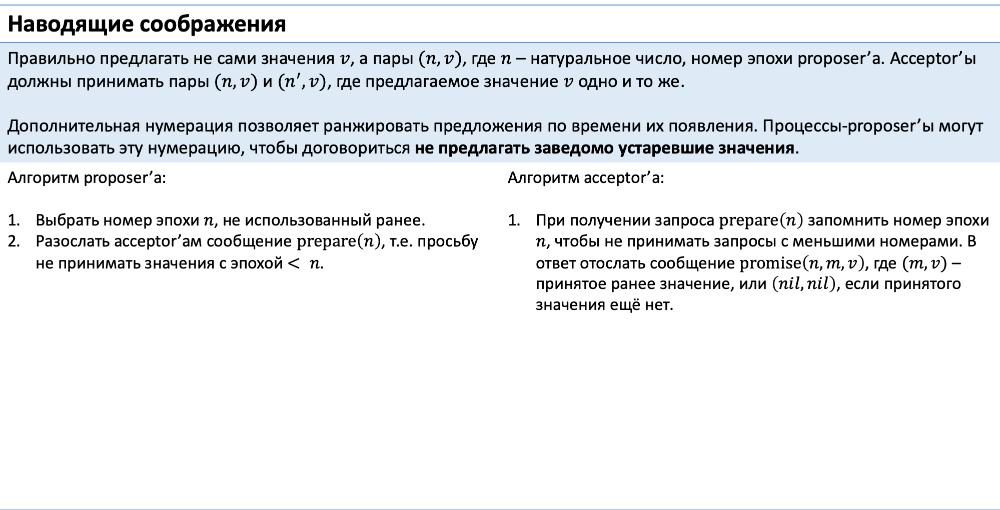 Наводящие соображения
Правильно предлагать не сами значения v, а пары (n, v), где n – натуральное число, номер эпохи proposer’а. Acceptor’ы
должны принимать пары (n, v) и (n′, v), где предлагаемое значение v одно и то же.
Дополнительная нумерация позволяет ранжировать предложения по времени их появления. Процессы-proposer’ы могут
использовать эту нумерацию, чтобы договориться не предлагать заведомо устаревшие значения.
Алгоритм proposer’а:
1. Выбрать номер эпохи n, не использованный ранее.
2. Разослать acceptor’ам сообщение prepare(n), т.е. просьбу
не принимать значения с эпохой < n.
Алгоритм acceptor’а:
1. При получении запроса prepare(n) запомнить номер эпохи
n, чтобы не принимать запросы с меньшими номерами. В
ответ отослать сообщение promise(n, m, v), где (m, v) –
принятое ранее значение, или (nil, nil), если принятого
значения ещё нет.